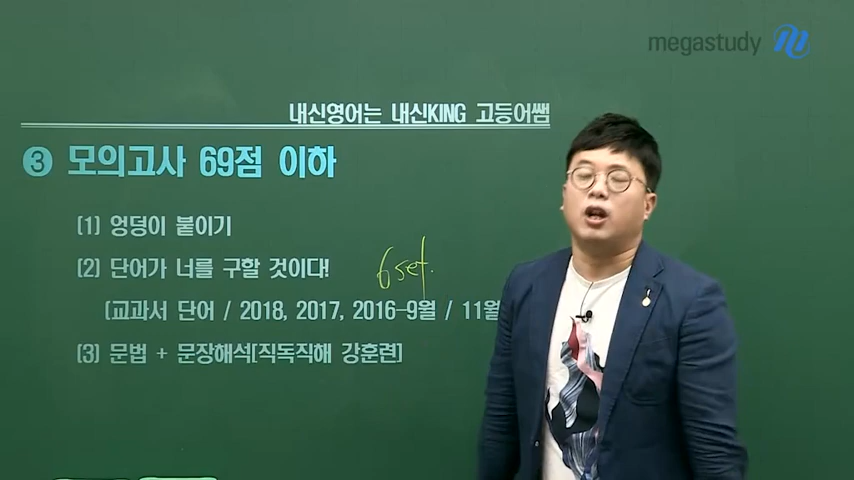 megastudy
내신영어는 내신KING 고등어쌤
❸ 모의고사 69점 이하
(1) 엉덩이 붙이기
(2) 단어가 너를 구할 것이다!
6 set.
(교과서 단어 / 2018, 2017, 2016-9월 / 11월
(3) 문법 + 문장해석[직독직해 강훈련]